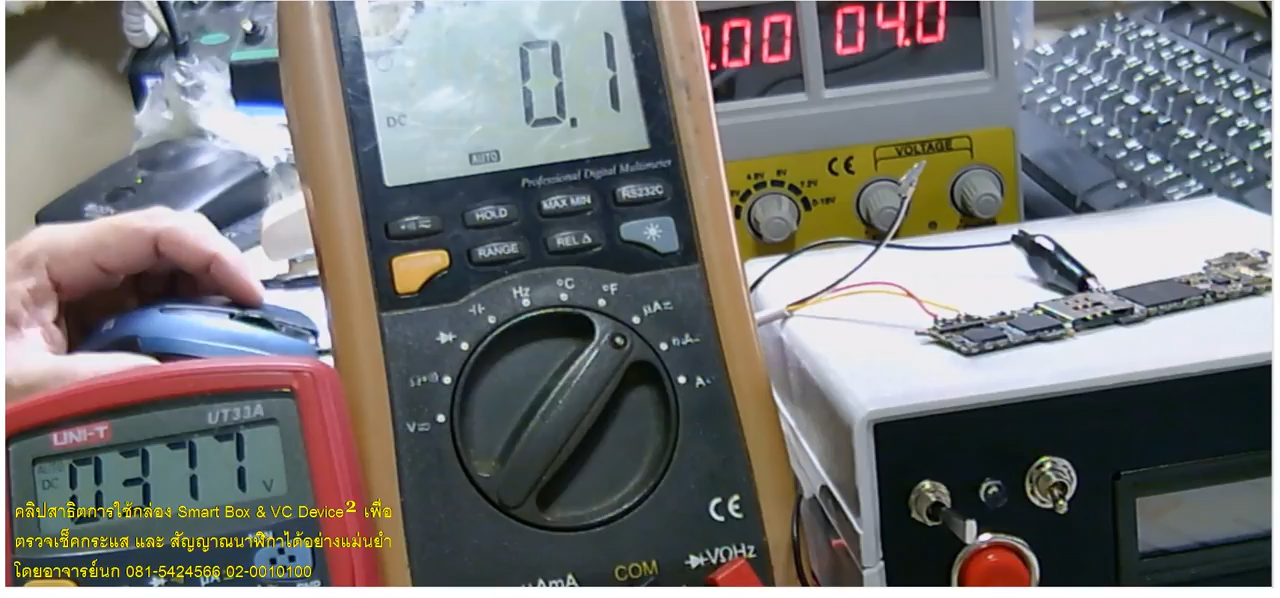 0.1
.00
04.0
DC
AUTO
Professional Digital Multimeter
HOLD
MAX MIN
RS232C
RANGE
REL Δ
CE
VOLTAGE
Hz
°C
°F
µA
A
V
UNI-T
UT33A
AUTO
DC
0377
V
CE
COM
VΩHz
µAmA
คลิปสาธิตการใช้กล่อง Smart Box & VC Device² เพื่อ
ตรวจเช็คกระแส และ สัญญาณนาฬิกาได้อย่างแม่นยำ
โดยอาจารย์นก 081-5424566 02-0010100